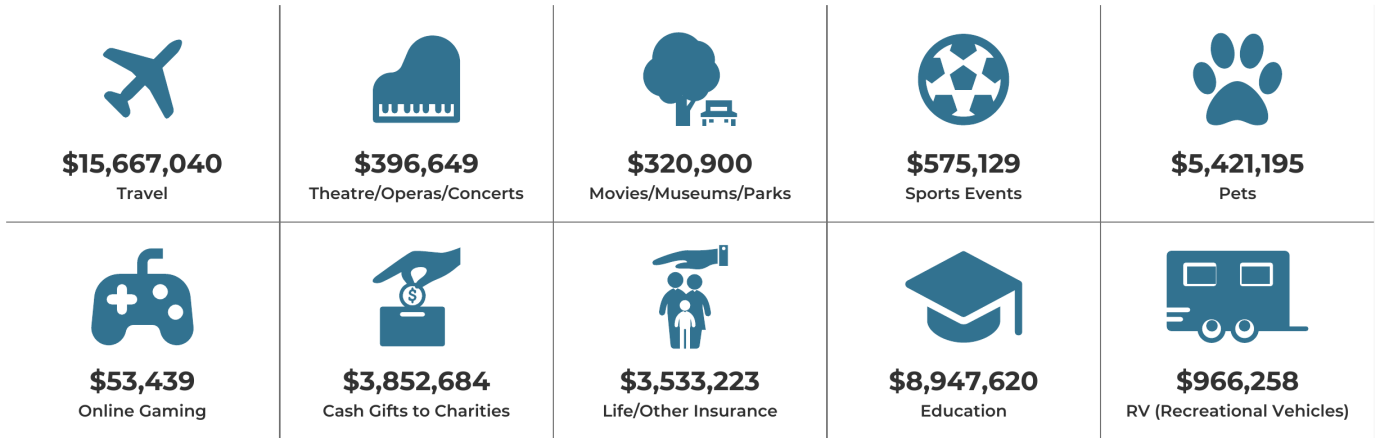 $15,667,040
Travel
$396,649
Theatre/Operas/Concerts
$320,900
Movies/Museums/Parks
$575,129
Sports Events
$5,421,195
Pets
$53,439
Online Gaming
$
$3,852,684
Cash Gifts to Charities
$3,533,223
Life/Other Insurance
$8,947,620
Education
$966,258
RV (Recreational Vehicles)